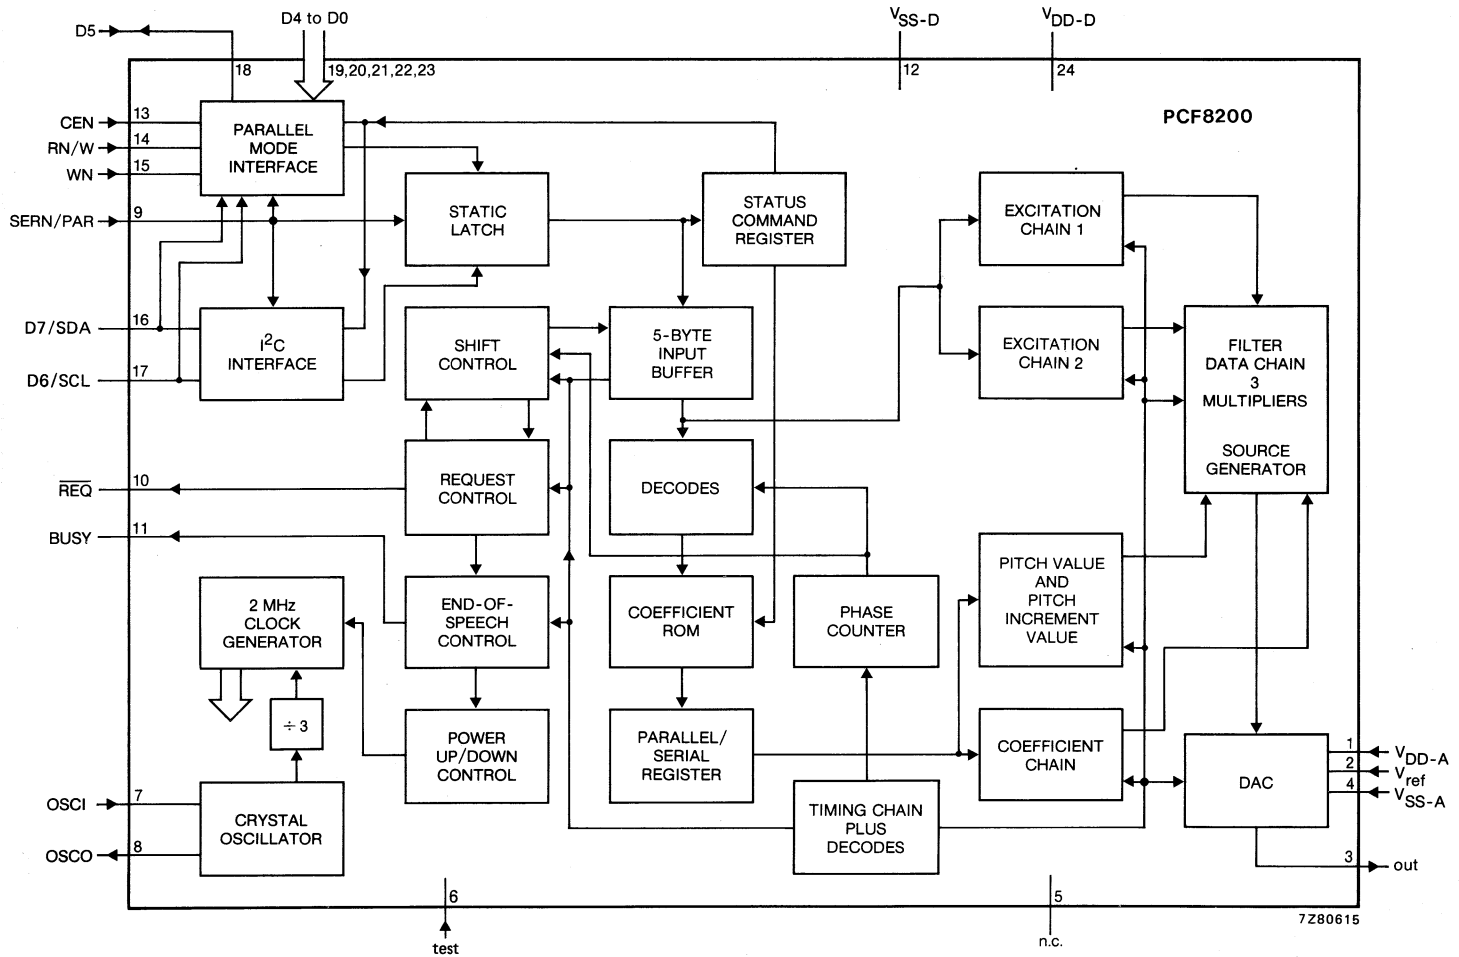 D5
D4 to D0
VSS-D
VDD-D
18
19,20,21,22,23
12
24
PCF8200
CEN
13
RN/W
14
WN
15
SERN/PAR
9
PARALLEL
MODE
INTERFACE
STATIC
LATCH
STATUS
COMMAND
REGISTER
EXCITATION
CHAIN 1
D7/SDA
16
D6/SCL
17
I2C
INTERFACE
SHIFT
CONTROL
5-BYTE
INPUT
BUFFER
EXCITATION
CHAIN 2
FILTER
DATA CHAIN
3
MULTIPLIERS
SOURCE
GENERATOR
REQ
10
BUSY
11
REQUEST
CONTROL
DECODES
2 MHz
CLOCK
GENERATOR
END-OF-
SPEECH
CONTROL
COEFFICIENT
ROM
PHASE
COUNTER
PITCH VALUE
AND
PITCH
INCREMENT
VALUE
÷ 3
POWER
UP/DOWN
CONTROL
PARALLEL/
SERIAL
REGISTER
COEFFICIENT
CHAIN
DAC
1
VDD-A
2
Vref
4
VSS-A
OSCI
7
OSCO
8
CRYSTAL
OSCILLATOR
TIMING CHAIN
PLUS
DECODES
3
out
6
test
5
n.c.
7Z80615